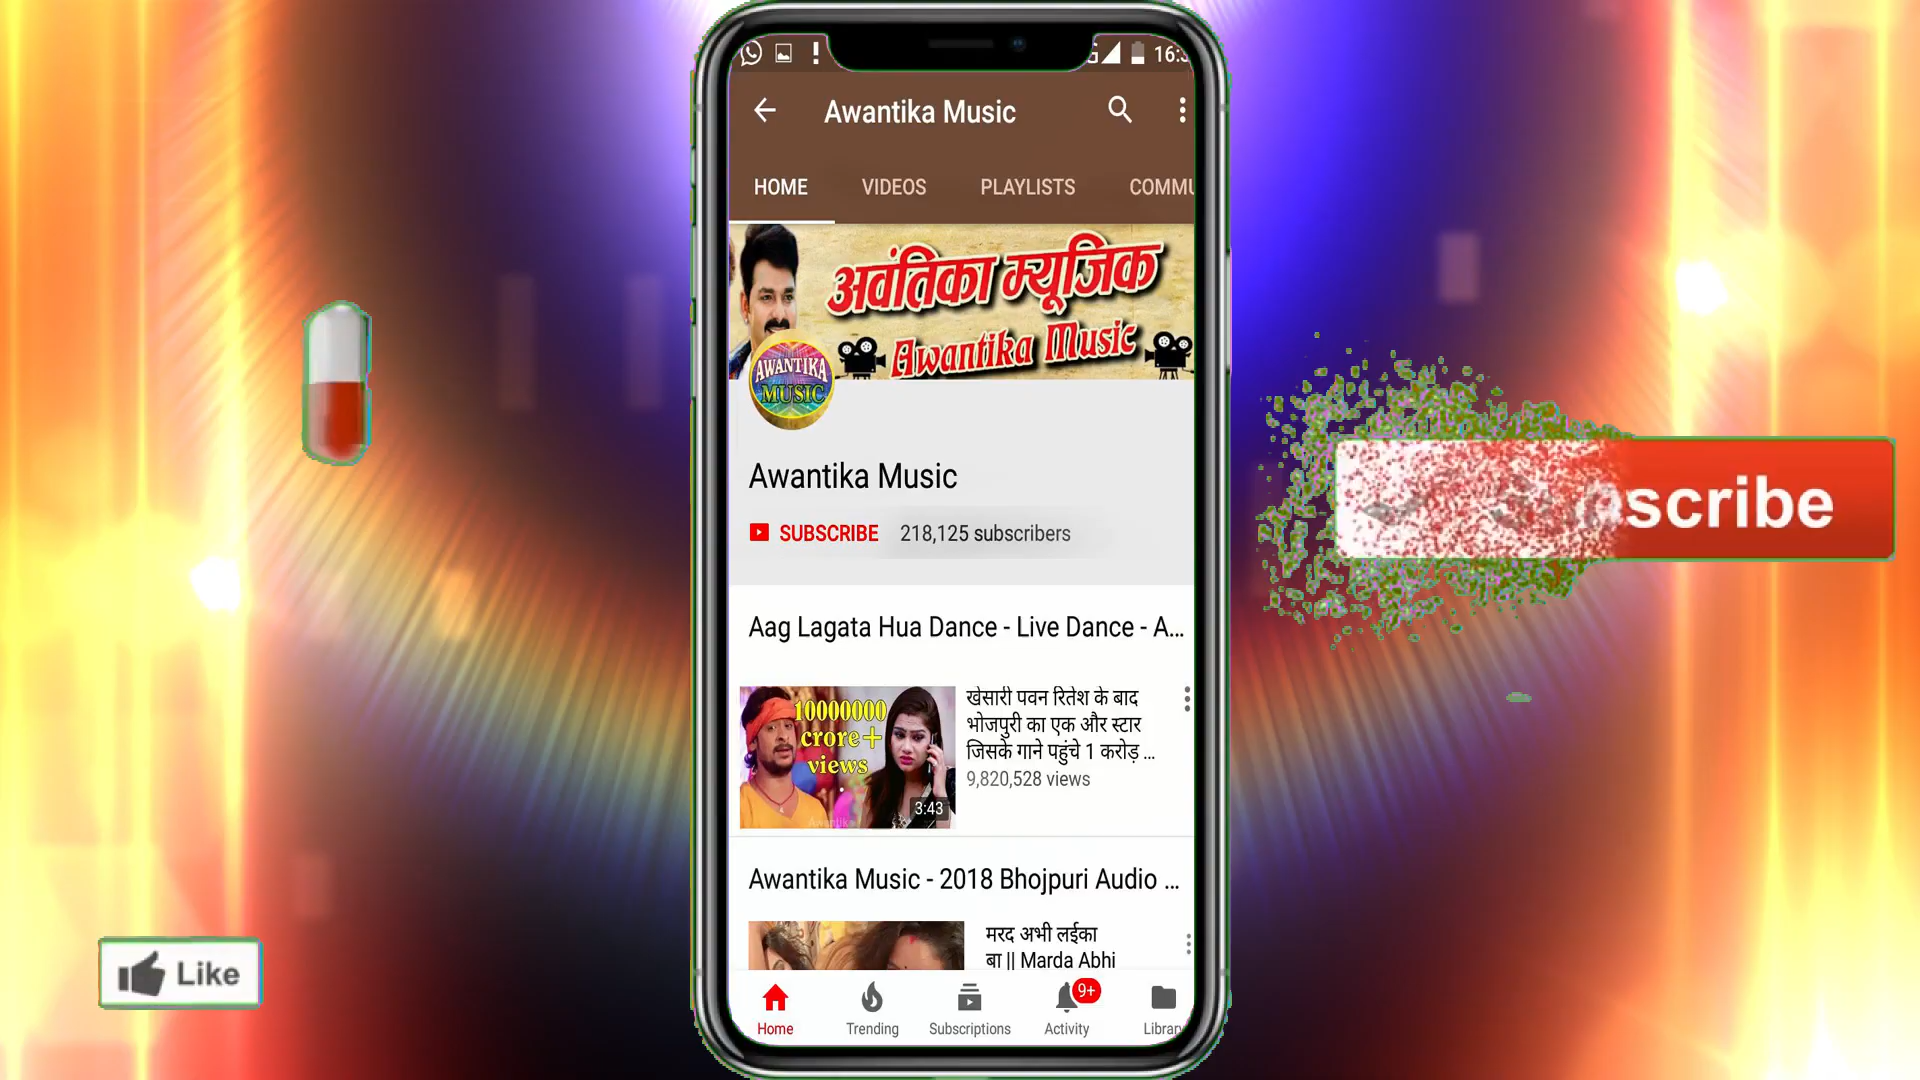 16:3
Awantika Music
HOME VIDEOS PLAYLISTS COMMU
अवंतिका म्यूजिक
Awantika Music
AWANTIKA
MUSIC
Awantika Music
SUBSCRIBE 218,125 subscribers
scribe
Aag Lagata Hua Dance - Live Dance - A...
10000000
crore+
views
3:43
खेसारी पवन रितेश के बाद
भोजपुरी का एक और स्टार
जिसके गाने पहुंचे 1 करोड़ ...
9,820,528 views
Awantika Music - 2018 Bhojpuri Audio ...
मरद अभी लईका
बा || Marda Abhi
Like
9+
Home Trending Subscriptions Activity Library